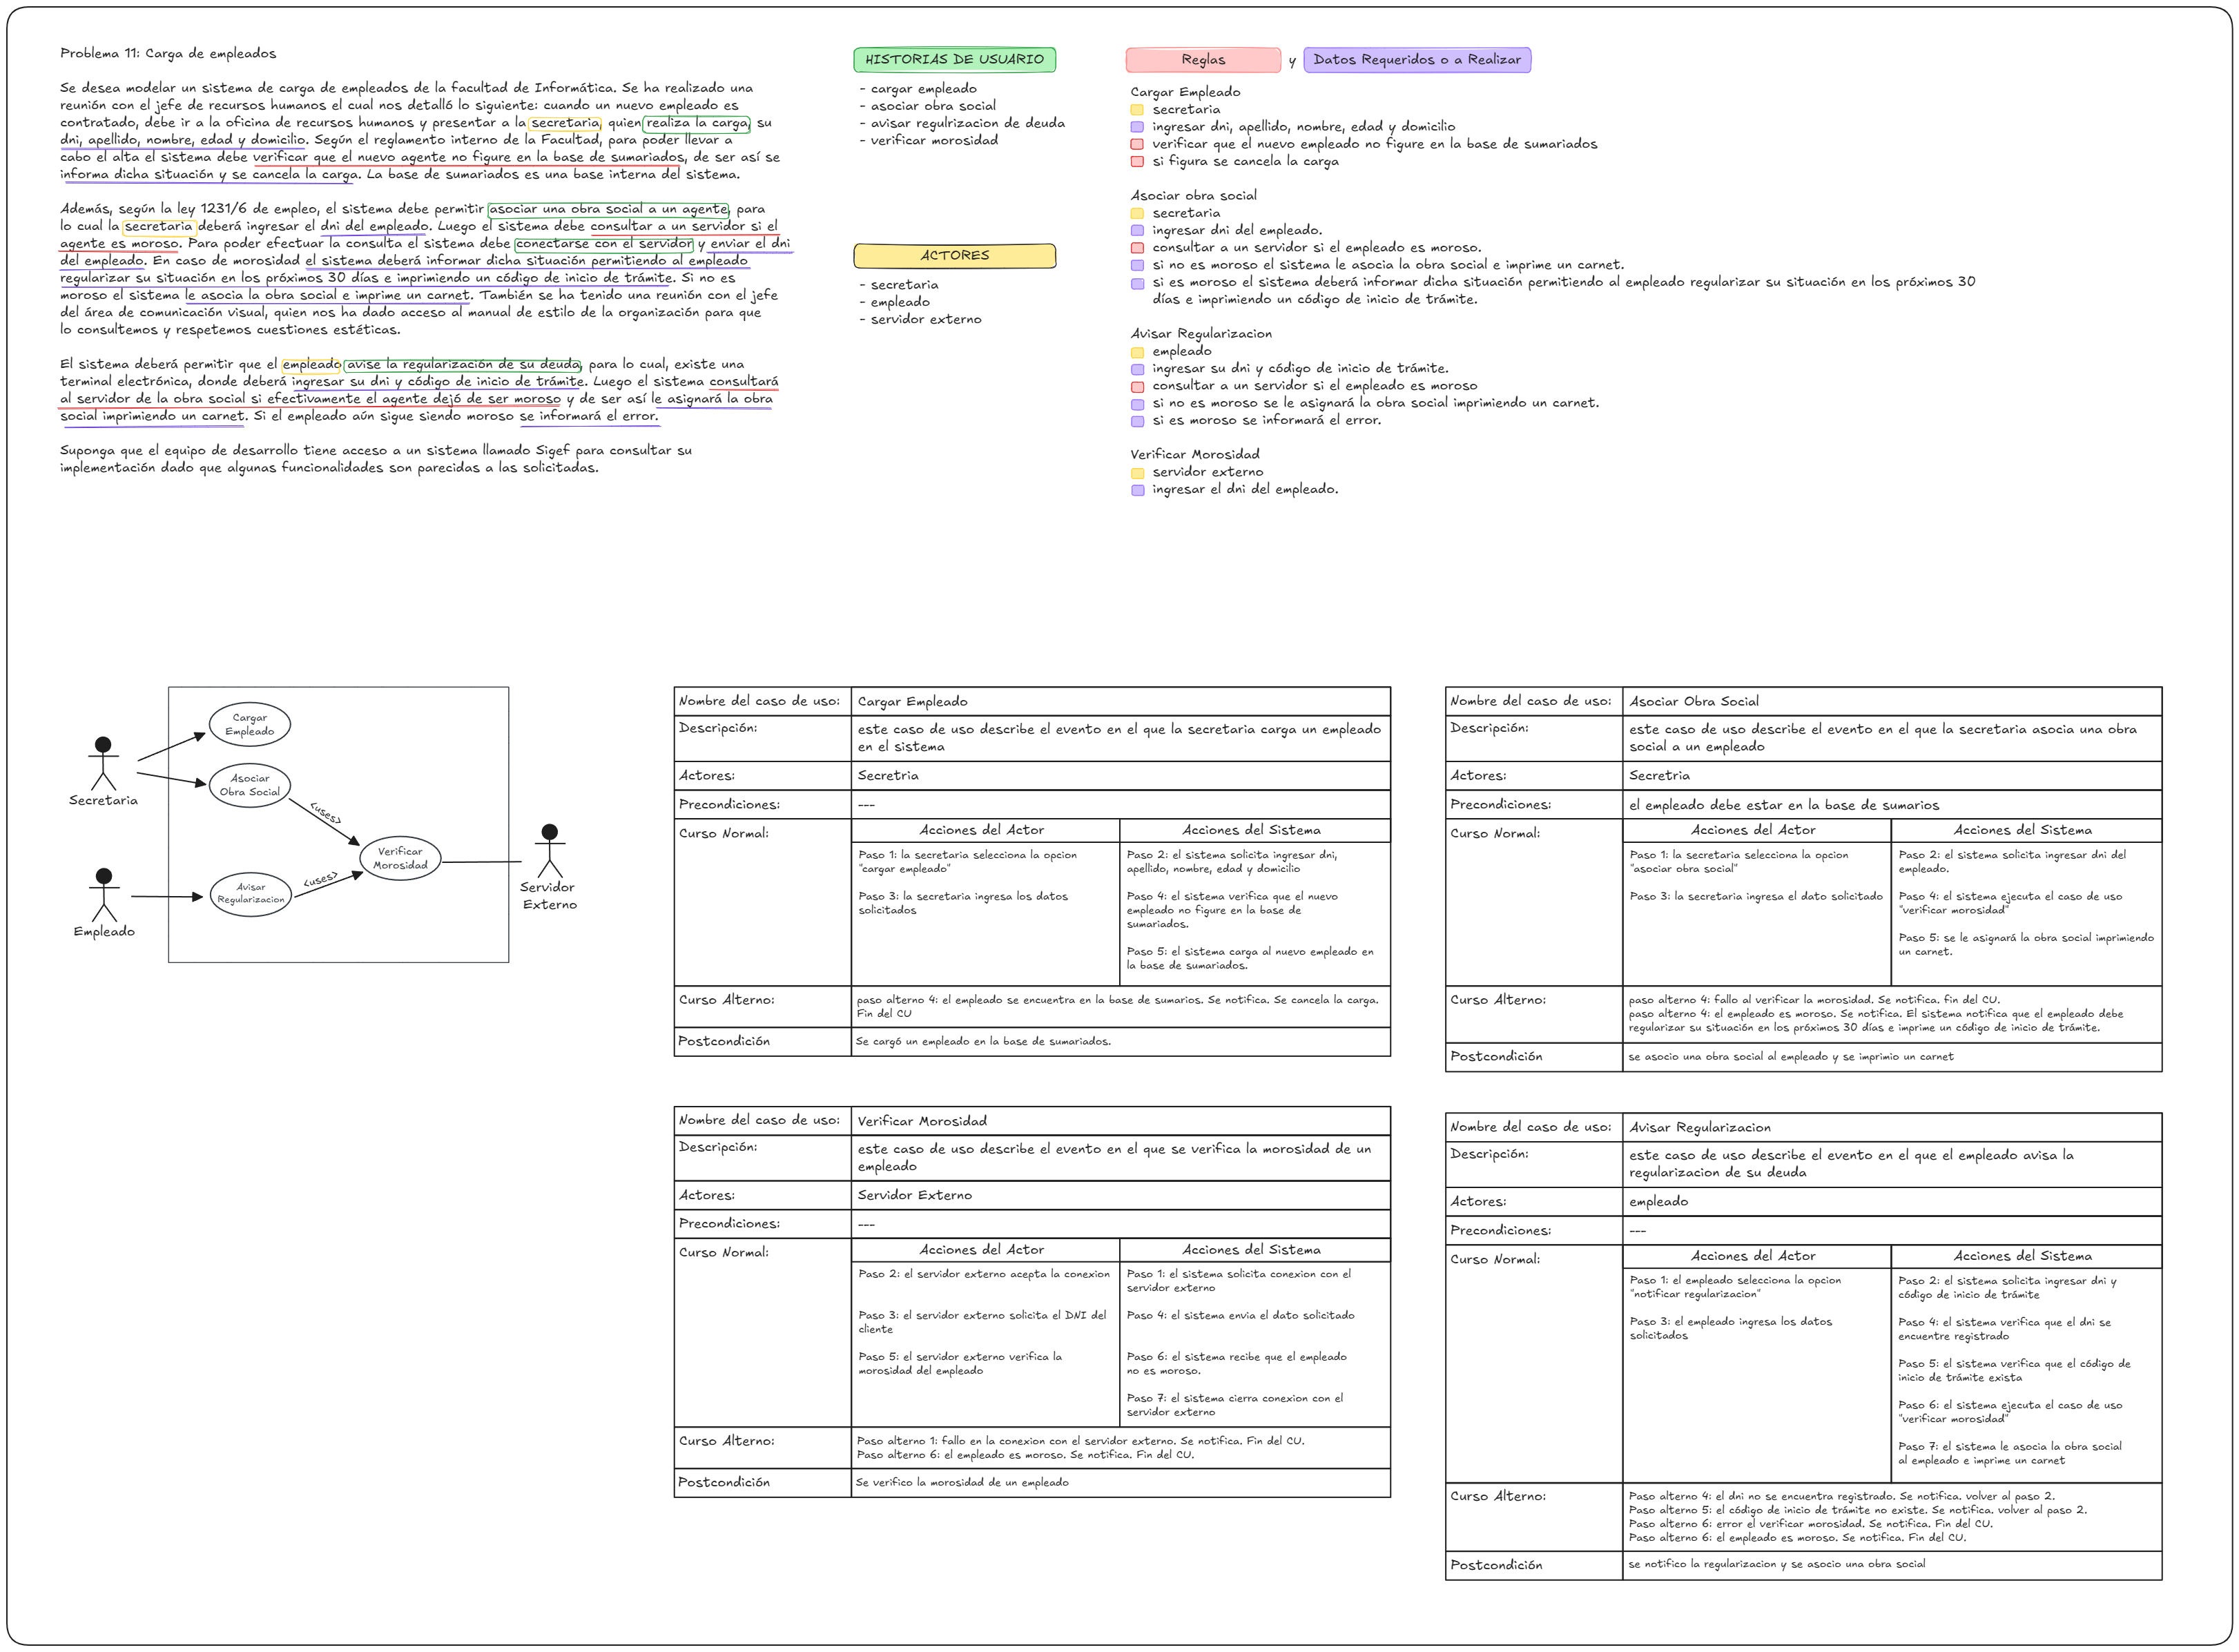 Problema 11: Carga de empleados
Se desea modelar un sistema de carga de empleados de la facultad de Informática. Se ha realizado una
reunión con el jefe de recursos humanos el cual nos detalló lo siguiente: cuando un nuevo empleado es
contratado, debe ir a la oficina de recursos humanos y presentar a la secretaria, quien realiza la carga, su
dni, apellido, nombre, edad y domicilio. Según el reglamento interno de la Facultad, para poder llevar a
cabo el alta el sistema debe verificar que el nuevo agente no figure en la base de sumariados, de ser así se
informa dicha situación y se cancela la carga. La base de sumariados es una base interna del sistema.
Además, según la ley 1231/6 de empleo, el sistema debe permitir asociar una obra social a un agente, para
lo cual la secretaria deberá ingresar el dni del empleado. Luego el sistema debe consultar a un servidor si el
agente es moroso. Para poder efectuar la consulta el sistema debe conectarse con el servidor y enviar el dni
del empleado. En caso de morosidad el sistema deberá informar dicha situación permitiendo al empleado
regularizar su situación en los próximos 30 días e imprimiendo un código de inicio de trámite. Si no es
moroso el sistema le asocia la obra social e imprime un carnet. También se ha tenido una reunión con el jefe
del área de comunicación visual, quien nos ha dado acceso al manual de estilo de la organización para que
lo consultemos y respetemos cuestiones estéticas.
El sistema deberá permitir que el empleado avise la regularización de su deuda, para lo cual, existe una
terminal electrónica, donde deberá ingresar su dni y código de inicio de trámite. Luego el sistema consultará
al servidor de la obra social si efectivamente el agente dejó de ser moroso y de ser así le asignará la obra
social imprimiendo un carnet. Si el empleado aún sigue siendo moroso se informará el error.
Suponga que el equipo de desarrollo tiene acceso a un sistema llamado Sigef para consultar su
implementación dado que algunas funcionalidades son parecidas a las solicitadas.
HISTORIAS DE USUARIO
- cargar empleado
- asociar obra social
- avisar regulrizacion de deuda
- verificar morosidad
ACTORES
- secretaria
- empleado
- servidor externo
Reglas y Datos Requeridos o a Realizar
Cargar Empleado
secretaria
ingresar dni, apellido, nombre, edad y domicilio
verificar que el nuevo empleado no figure en la base de sumariados
si figura se cancela la carga
Asociar obra social
secretaria
ingresar dni del empleado.
consultar a un servidor si el empleado es moroso.
si no es moroso el sistema le asocia la obra social e imprime un carnet.
si es moroso el sistema deberá informar dicha situación permitiendo al empleado regularizar su situación en los próximos 30
días e imprimiendo un código de inicio de trámite.
Avisar Regularizacion
empleado
ingresar su dni y código de inicio de trámite.
consultar a un servidor si el empleado es moroso
si no es moroso se le asignará la obra social imprimiendo un carnet.
si es moroso se informará el error.
Verificar Morosidad
servidor externo
ingresar el dni del empleado.
Secretaria
Empleado
Cargar
Empleado
Asociar
Obra Social
Avisar
Regularizacion
<uses>
<uses>
Verificar
Morosidad
Servidor
Externo
Nombre del caso de uso: Cargar Empleado
Descripción: este caso de uso describe el evento en el que la secretaria carga un empleado
en el sistema
Actores: Secretria
Precondiciones: ---
Curso Normal: Acciones del Actor Acciones del Sistema
Paso 1: la secretaria selecciona la opcion
"cargar empleado"
Paso 3: la secretaria ingresa los datos
solicitados
Paso 2: el sistema solicita ingresar dni,
apellido, nombre, edad y domicilio
Paso 4: el sistema verifica que el nuevo
empleado no figure en la base de
sumariados.
Paso 5: el sistema carga al nuevo empleado en
la base de sumariados.
Curso Alterno: paso alterno 4: el empleado se encuentra en la base de sumarios. Se notifica. Se cancela la carga.
Fin del CU
Postcondición Se cargó un empleado en la base de sumariados.
Nombre del caso de uso: Asociar Obra Social
Descripción: este caso de uso describe el evento en el que la secretaria asocia una obra
social a un empleado
Actores: Secretria
Precondiciones: el empleado debe estar en la base de sumarios
Curso Normal: Acciones del Actor Acciones del Sistema
Paso 1: la secretaria selecciona la opcion
"asociar obra social"
Paso 3: la secretaria ingresa el dato solicitado
Paso 2: el sistema solicita ingresar dni del
empleado.
Paso 4: el sistema ejecuta el caso de uso
"verificar morosidad"
Paso 5: se le asignará la obra social imprimiendo
un carnet.
Curso Alterno: paso alterno 4: fallo al verificar la morosidad. Se notifica. fin del CU.
paso alterno 4: el empleado es moroso. Se notifica. El sistema notifica que el empleado debe
regularizar su situación en los próximos 30 días e imprime un código de inicio de trámite.
Postcondición se asocio una obra social al empleado y se imprimio un carnet
Nombre del caso de uso: Verificar Morosidad
Descripción: este caso de uso describe el evento en el que se verifica la morosidad de un
empleado
Actores: Servidor Externo
Precondiciones: ---
Curso Normal: Acciones del Actor Acciones del Sistema
Paso 2: el servidor externo acepta la conexion
Paso 3: el servidor externo solicita el DNI del
cliente
Paso 5: el servidor externo verifica la
morosidad del empleado
Paso 1: el sistema solicita conexion con el
servidor externo
Paso 4: el sistema envia el dato solicitado
Paso 6: el sistema recibe que el empleado
no es moroso.
Paso 7: el sistema cierra conexion con el
servidor externo
Curso Alterno: Paso alterno 1: fallo en la conexion con el servidor externo. Se notifica. Fin del CU.
Paso alterno 6: el empleado es moroso. Se notifica. Fin del CU.
Postcondición Se verifico la morosidad de un empleado
Nombre del caso de uso: Avisar Regularizacion
Descripción: este caso de uso describe el evento en el que el empleado avisa la
regularizacion de su deuda
Actores: empleado
Precondiciones: ---
Curso Normal: Acciones del Actor Acciones del Sistema
Paso 1: el empleado selecciona la opcion
"notificar regularizacion"
Paso 3: el empleado ingresa los datos
solicitados
Paso 2: el sistema solicita ingresar dni y
código de inicio de trámite
Paso 4: el sistema verifica que el dni se
encuentre registrado
Paso 5: el sistema verifica que el código de
inicio de trámite exista
Paso 6: el sistema ejecuta el caso de uso
"verificar morosidad"
Paso 7: el sistema le asocia la obra social
al empleado e imprime un carnet
Curso Alterno: Paso alterno 4: el dni no se encuentra registrado. Se notifica. volver al paso 2.
Paso alterno 5: el código de inicio de trámite no existe. Se notifica. volver al paso 2.
Paso alterno 6: error el verificar morosidad. Se notifica. Fin del CU.
Paso alterno 6: el empleado es moroso. Se notifica. Fin del CU.
Postcondición se notifico la regularizacion y se asocio una obra social